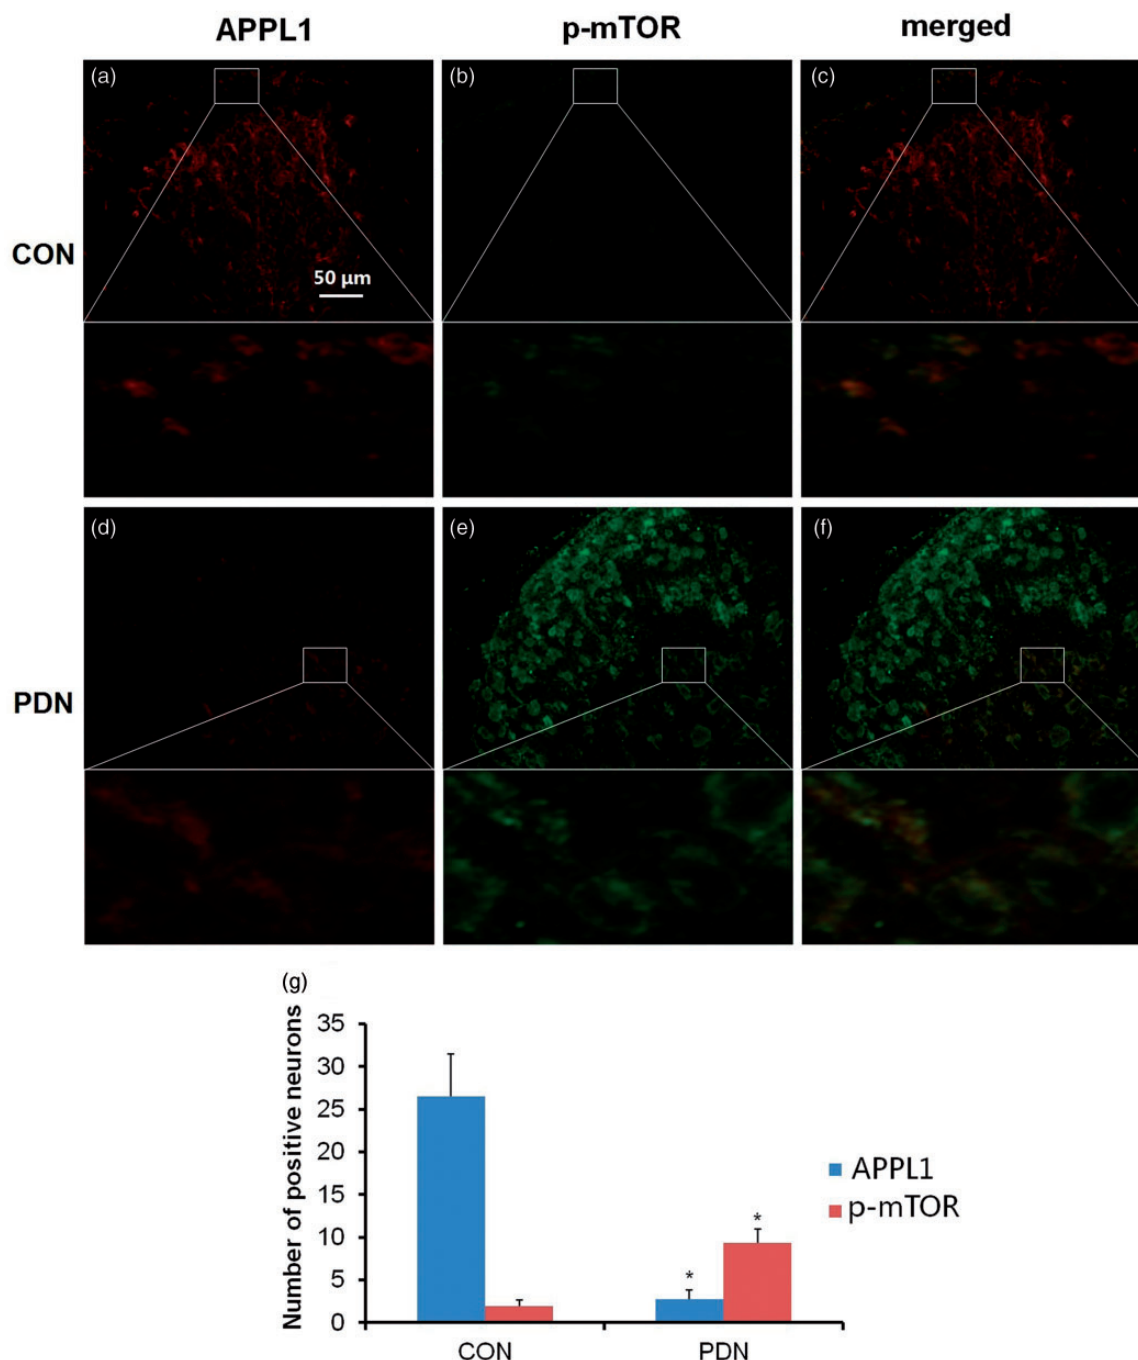 APPL1 p-mTOR merged
CON
(a) (b) (c)
50 µm
PDN
(d) (e) (f)
(g)
Number of positive neurons
35
30
25
20
15
10
5
0
* *
CON PDN
APPL1
p-mTOR